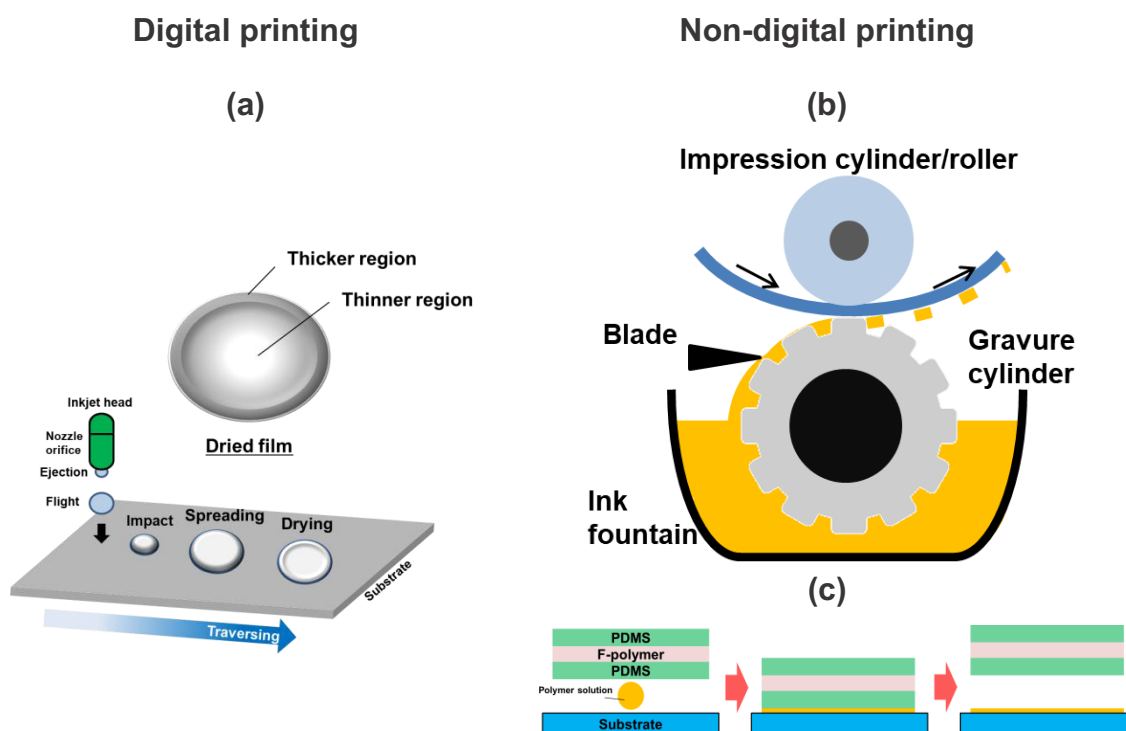 Digital printing
Non-digital printing
(a)
Thicker region
Thinner region
Dried film
Inkjet head
Nozzle
orifice
Ejection
Flight
Impact
Spreading
Drying
Substrate
Traversing
(b)
Impression cylinder/roller
Blade
Gravure
cylinder
Ink
fountain
(c)
PDMS
F-polymer
PDMS
Polymer solution
Substrate